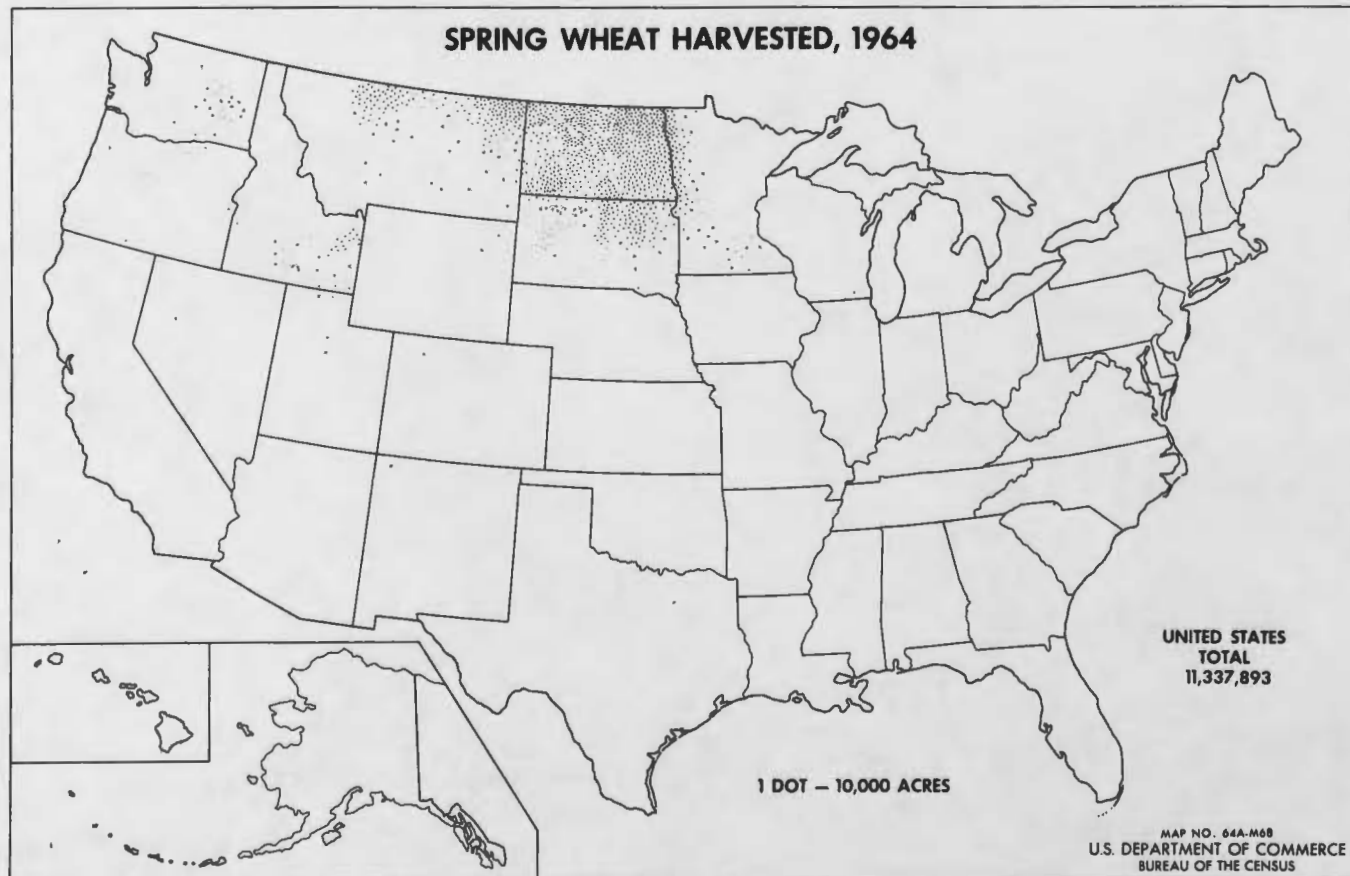 SPRING WHEAT HARVESTED, 1964
UNITED STATES
TOTAL
11,337,893
1 DOT – 10,000 ACRES
MAP NO. 64A-M68
U.S. DEPARTMENT OF COMMERCE
BUREAU OF THE CENSUS